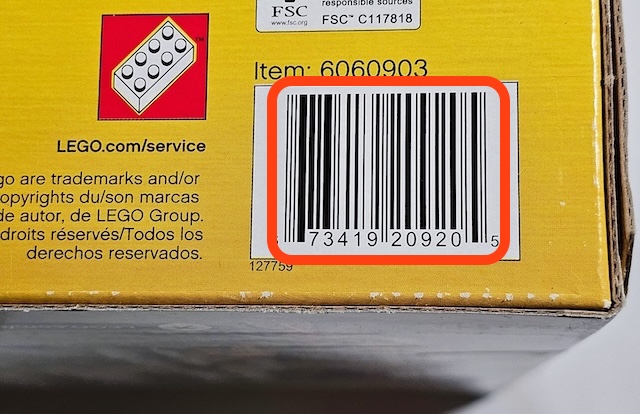 responsible sources
FSC
www.fsc.org
FSC™ C117818
Item: 6060903
™
LEGO.com/service
go are trademarks and/or
opyrights du/son marcas
de autor, de LEGO Group.
droits réservés/Todos los
derechos reservados.
73419 20920 5
127759